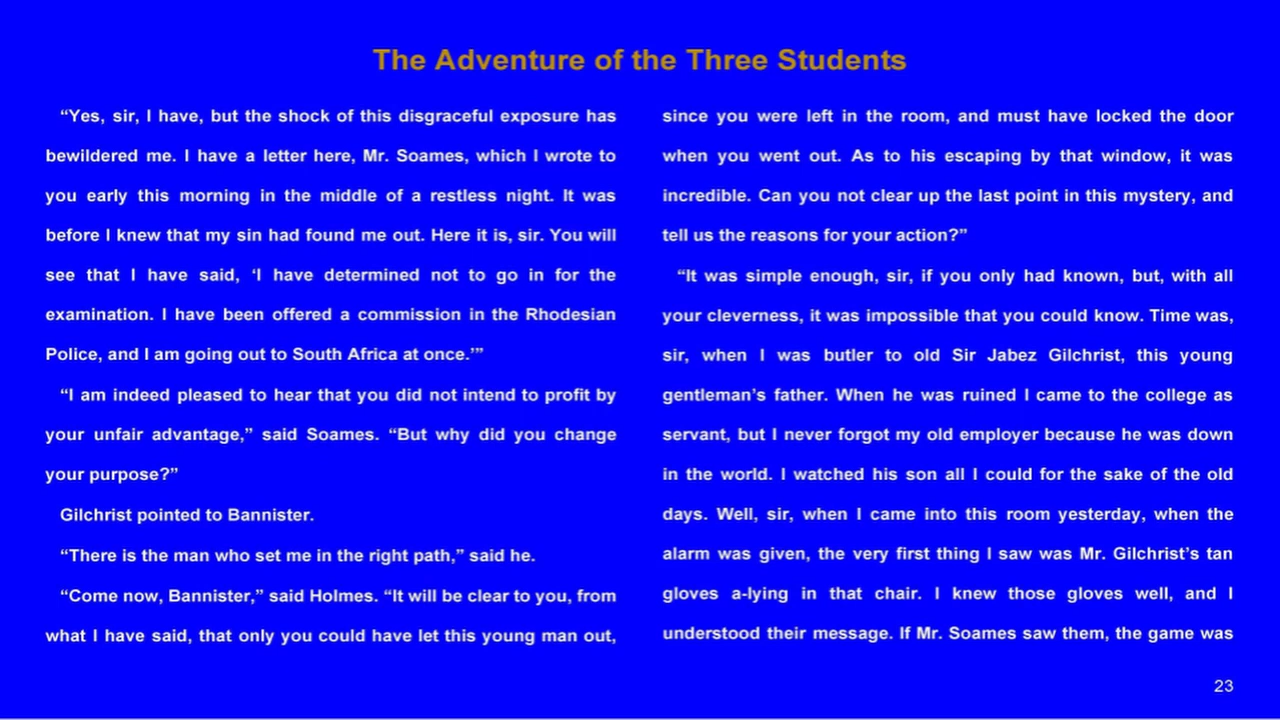 The Adventure of the Three Students
“Yes, sir, I have, but the shock of this disgraceful exposure has
bewildered me. I have a letter here, Mr. Soames, which I wrote to
you early this morning in the middle of a restless night. It was
before I knew that my sin had found me out. Here it is, sir. You will
see that I have said, ‘I have determined not to go in for the
examination. I have been offered a commission in the Rhodesian
Police, and I am going out to South Africa at once.’”
“I am indeed pleased to hear that you did not intend to profit by
your unfair advantage,” said Soames. “But why did you change
your purpose?”
Gilchrist pointed to Bannister.
“There is the man who set me in the right path,” said he.
“Come now, Bannister,” said Holmes. “It will be clear to you, from
what I have said, that only you could have let this young man out,
since you were left in the room, and must have locked the door
when you went out. As to his escaping by that window, it was
incredible. Can you not clear up the last point in this mystery, and
tell us the reasons for your action?”
“It was simple enough, sir, if you only had known, but, with all
your cleverness, it was impossible that you could know. Time was,
sir, when I was butler to old Sir Jabez Gilchrist, this young
gentleman’s father. When he was ruined I came to the college as
servant, but I never forgot my old employer because he was down
in the world. I watched his son all I could for the sake of the old
days. Well, sir, when I came into this room yesterday, when the
alarm was given, the very first thing I saw was Mr. Gilchrist’s tan
gloves a-lying in that chair. I knew those gloves well, and I
understood their message. If Mr. Soames saw them, the game was
23